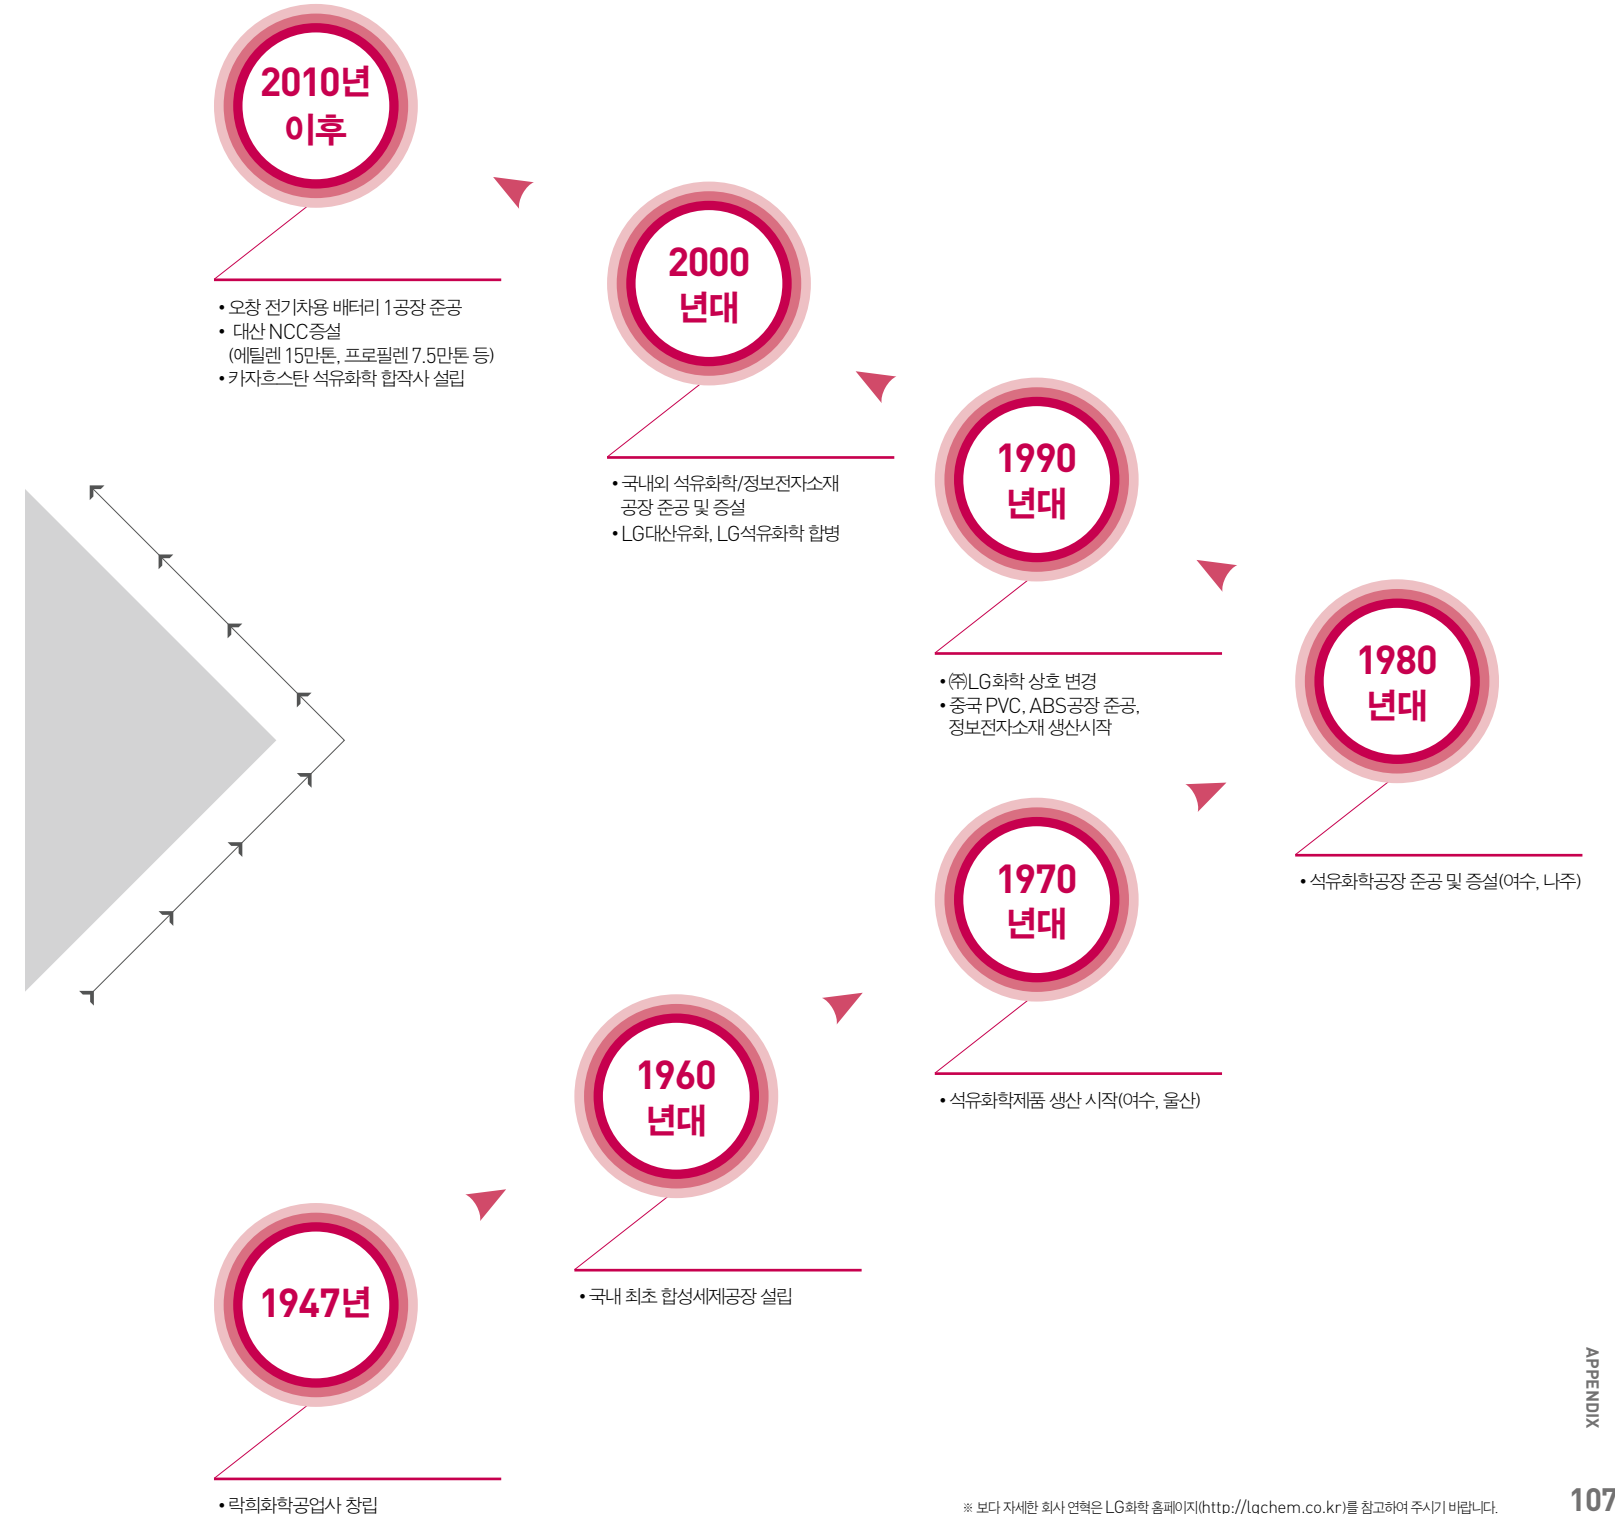 2010년
이후
• 오창 전기차용 배터리 1공장 준공
• 대산 NCC증설
(에틸렌 15만톤, 프로필렌 7.5만톤 등)
• 카자흐스탄 석유화학 합작사 설립
2000
년대
• 국내외 석유화학/정보전자소재
공장 준공 및 증설
• LG대산유화, LG석유화학 합병
1990
년대
• ㈜LG화학 상호 변경
• 중국 PVC, ABS공장 준공,
정보전자소재 생산시작
1980
년대
• 석유화학공장 준공 및 증설(여수, 나주)
1970
년대
• 석유화학제품 생산 시작(여수, 울산)
1960
년대
• 국내 최초 합성세제공장 설립
1947년
• 락희화학공업사 창립
※ 보다 자세한 회사 연혁은 LG화학 홈페이지(http://lgchem.co.kr)를 참고하여 주시기 바랍니다.
APPENDIX
107